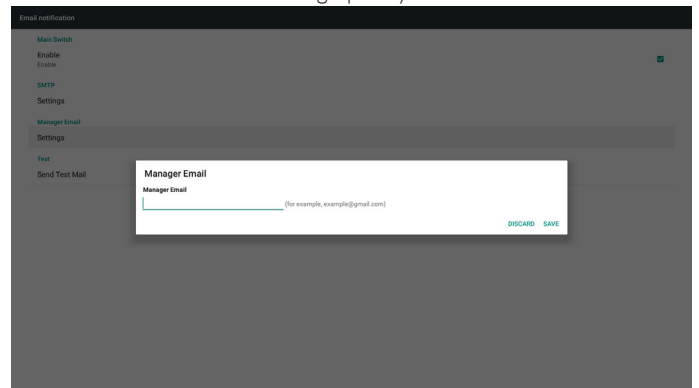 Email notification
Main Switch
Enable
Enable
SMTP
Settings
Manager Email
Settings
Test
Send Test Mail
Manager Email
Manager Email
(for example, example@gmail.com)
DISCARD SAVE